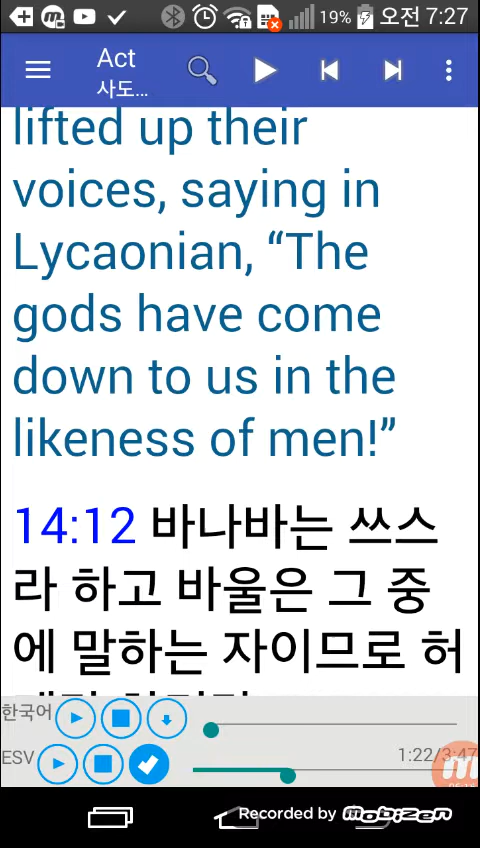 19% 오전 7:27
Act
사도...
lifted up their
voices, saying in
Lycaonian, “The
gods have come
down to us in the
likeness of men!”
14:12 바나바는 쓰스
라 하고 바울은 그 중
에 말하는 자이므로 허
한국어
ESV
1:22/3:47
Recorded by Mobizen